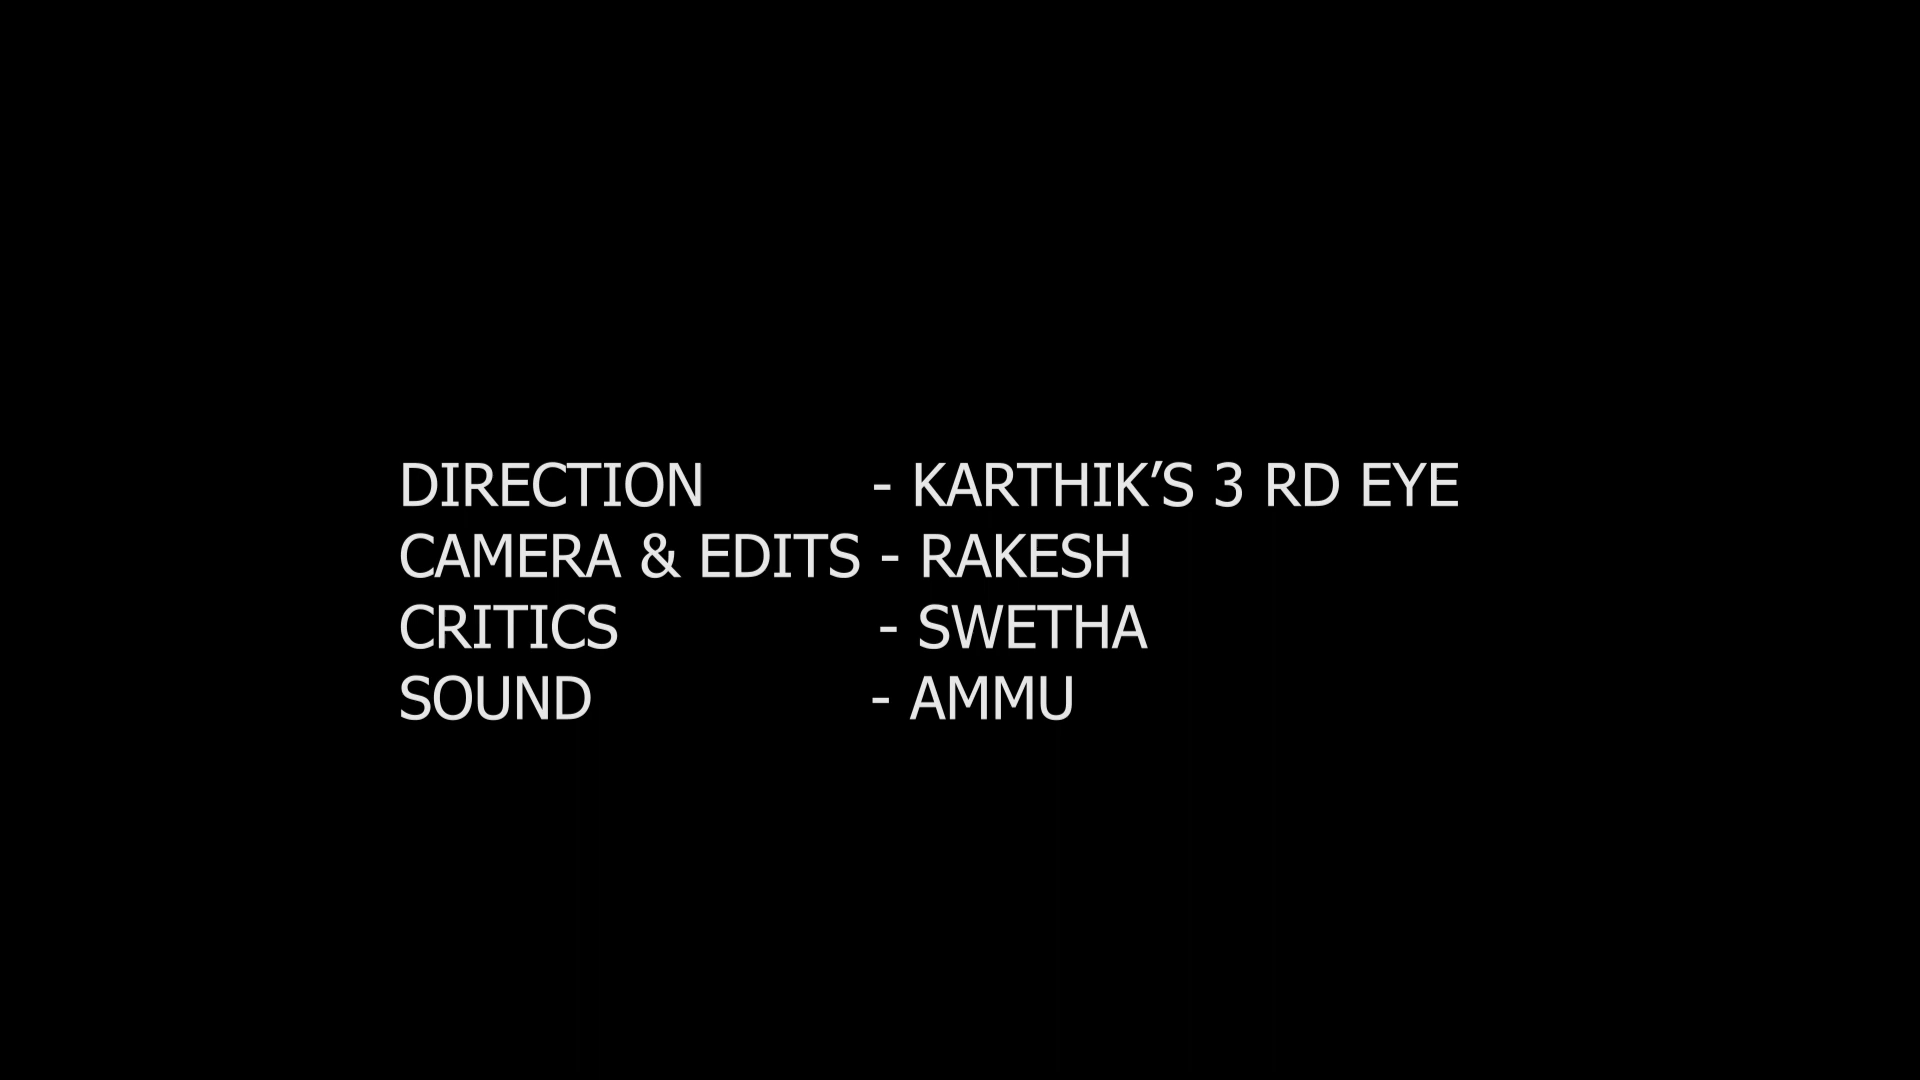 DIRECTION - KARTHIK’S 3 RD EYE
CAMERA & EDITS - RAKESH
CRITICS - SWETHA
SOUND - AMMU